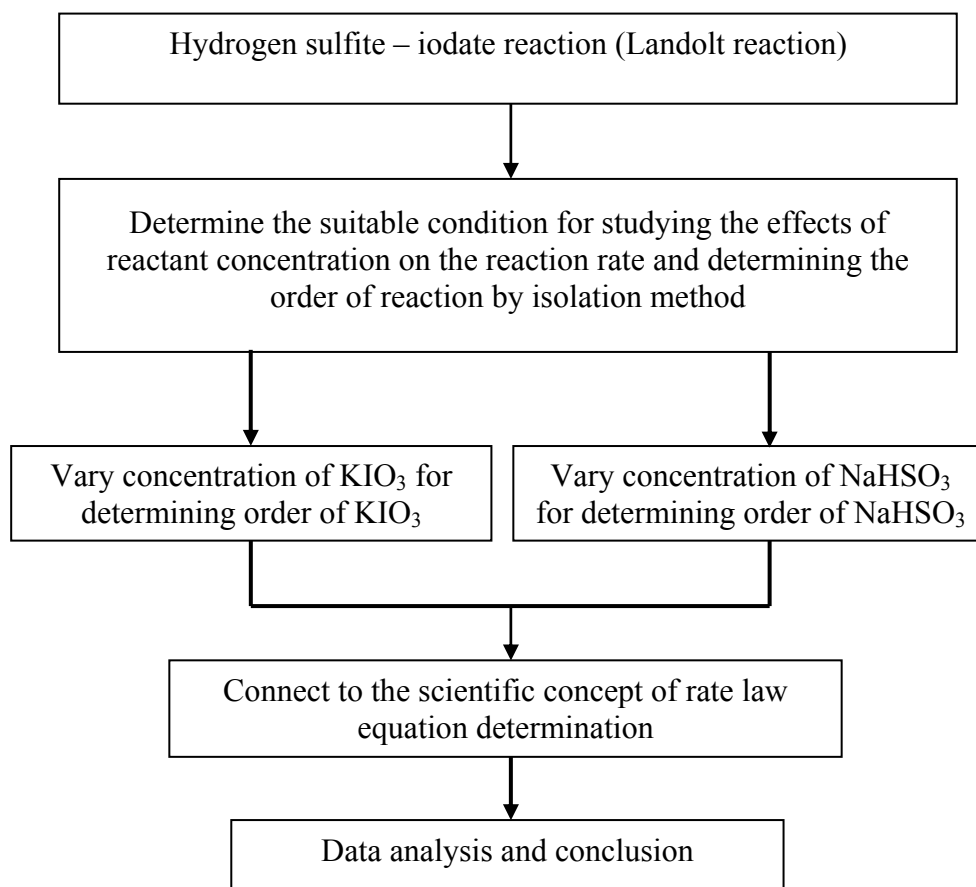 Hydrogen sulfite – iodate reaction (Landolt reaction)
Determine the suitable condition for studying the effects of
reactant concentration on the reaction rate and determining the
order of reaction by isolation method
Vary concentration of KIO₃ for
determining order of KIO₃
Vary concentration of NaHSO₃
for determining order of NaHSO₃
Connect to the scientific concept of rate law
equation determination
Data analysis and conclusion